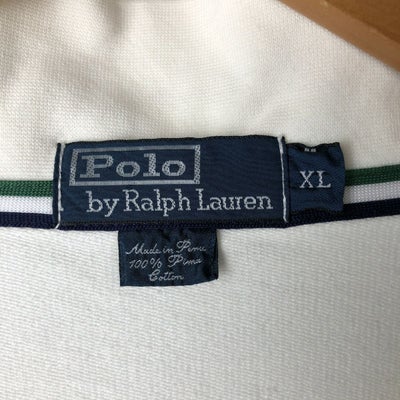 Polo
by Ralph Lauren
XL
Made in Peru
100% Pima
Cotton